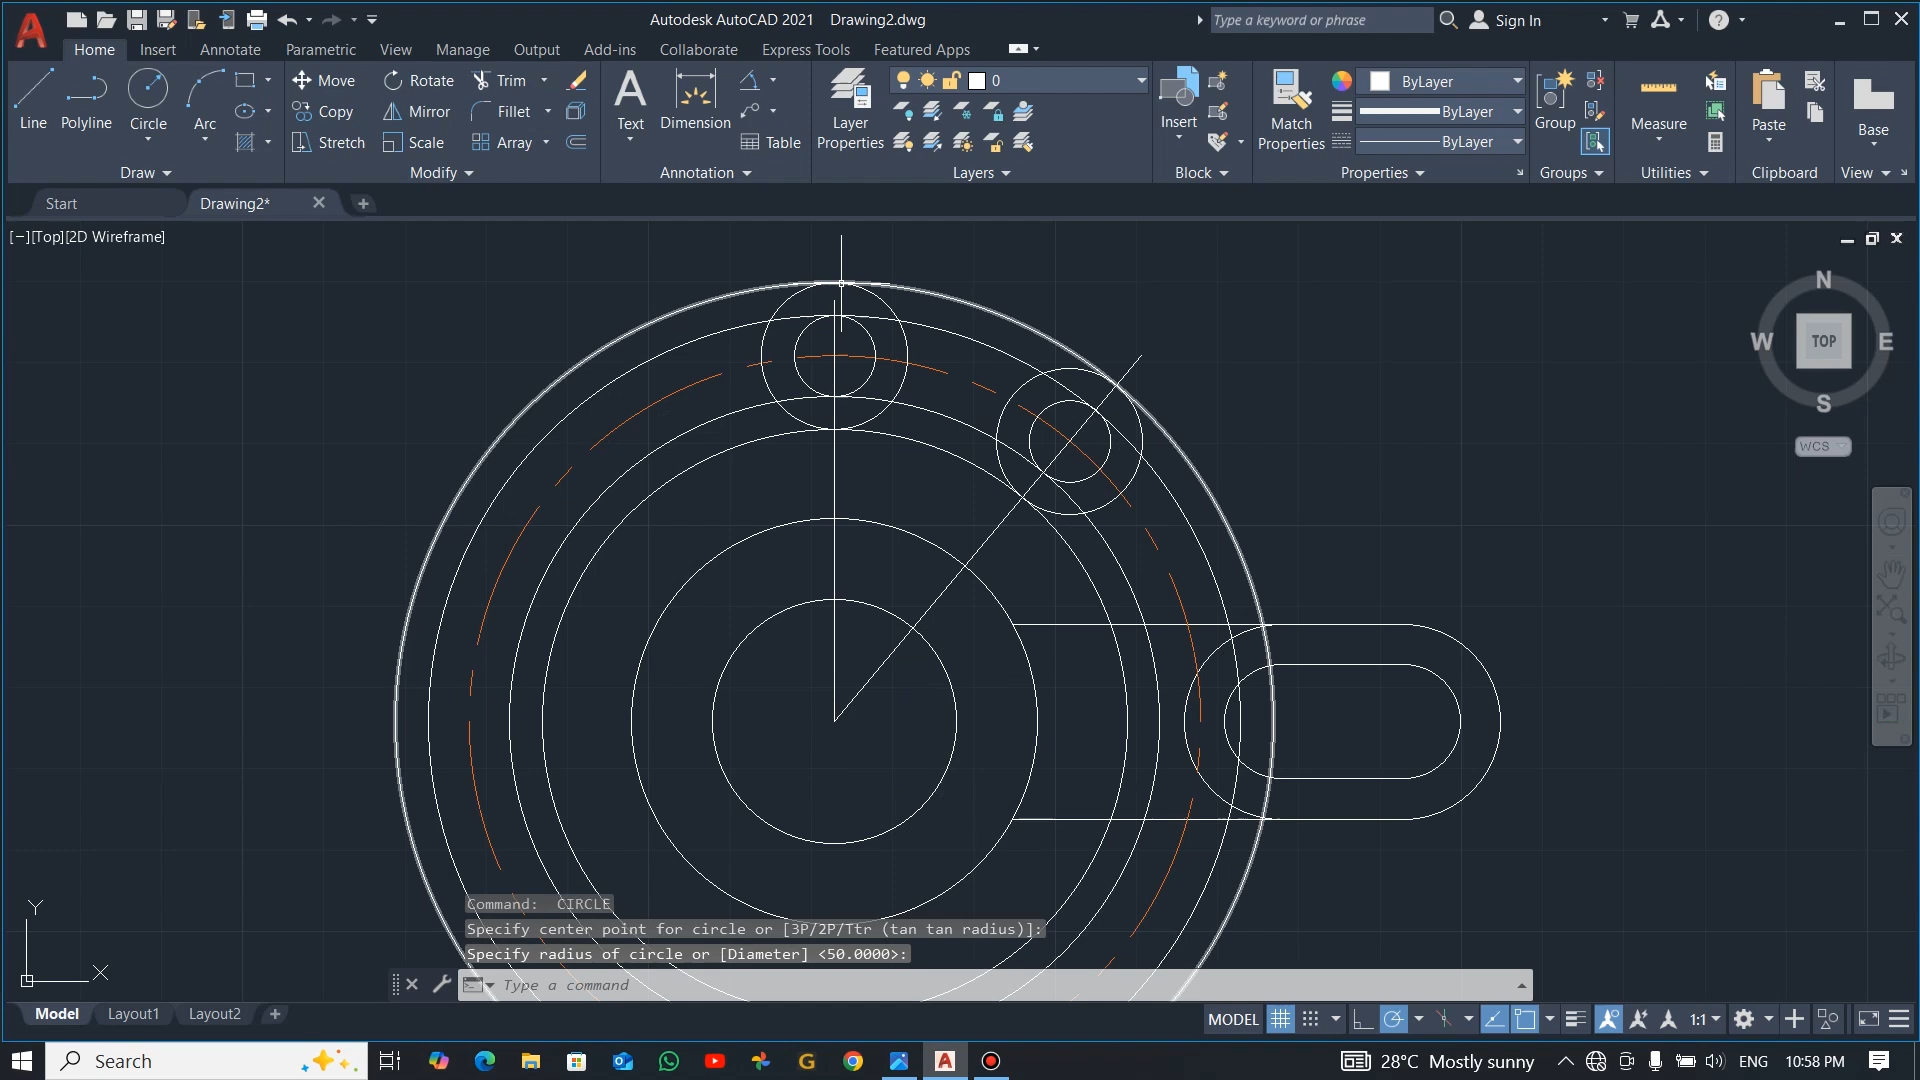 Autodesk AutoCAD 2021 Drawing2.dwg
Type a keyword or phrase
Sign In
Home Insert Annotate Parametric View Manage Output Add-ins Collaborate Express Tools Featured Apps
Line Polyline Circle Arc
Move Rotate Trim
Copy Mirror Fillet
Stretch Scale Array
Text Dimension Table
Layer Properties
0
Insert
Match Properties
ByLayer
ByLayer
ByLayer
Group
Measure
Paste
Base
Draw Modify Annotation Layers Block Properties Groups Utilities Clipboard View
Start Drawing2*
[−][Top][2D Wireframe]
N
W TOP E
S
WCS
Y
X
Command: CIRCLE
Specify center point for circle or [3P/2P/Ttr (tan tan radius)]:
Specify radius of circle or [Diameter] <50.0000>:
Type a command
Model Layout1 Layout2
MODEL 1:1
Search
28°C Mostly sunny ENG 10:58 PM